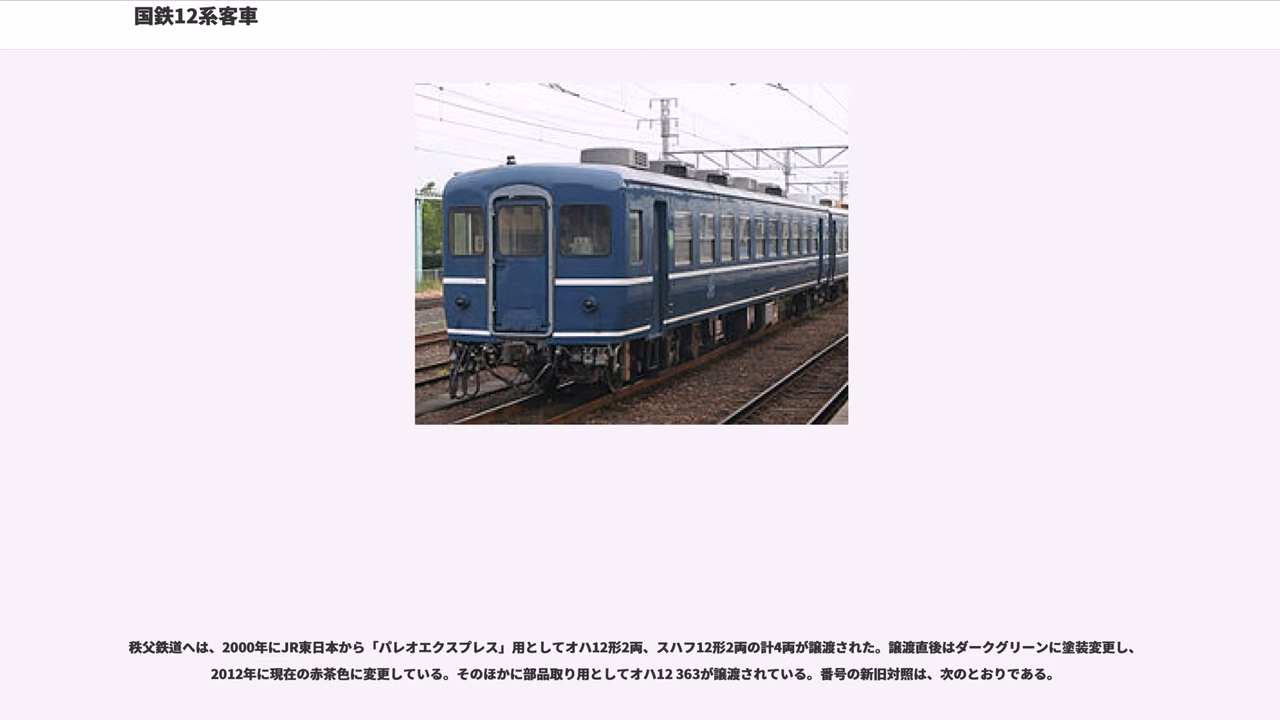 国鉄12系客車
秩父鉄道へは、2000年にJR東日本から「パレオエクスプレス」用としてオハ12形2両、スハフ12形2両の計4両が譲渡された。譲渡直後はダークグリーンに塗装変更し、
2012年に現在の赤茶色に変更している。そのほかに部品取り用としてオハ12 363が譲渡されている。番号の新旧対照は、次のとおりである。